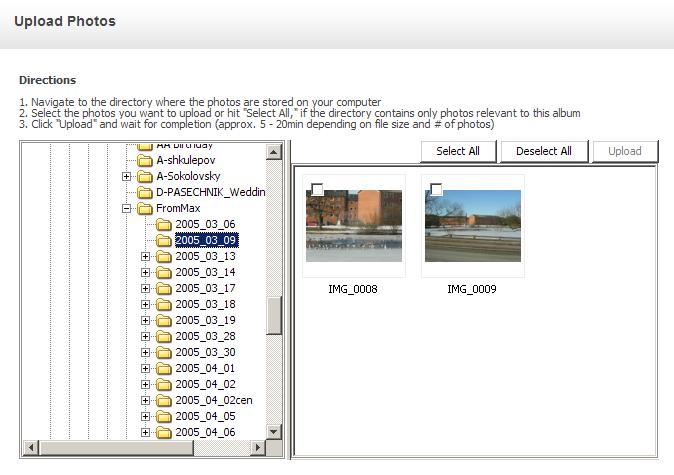 Upload Photos
Directions
1. Navigate to the directory where the photos are stored on your computer
2. Select the photos you want to upload or hit "Select All," if the directory contains only photos relevant to this album
3. Click "Upload" and wait for completion (approx. 5 - 20min depending on file size and # of photos)
Select All Deselect All Upload
AA Birthday
A-shkulepov
A-Sokolovsky
D-PASECHNIK_Weddin
FromMax
2005_03_06
2005_03_09
2005_03_13
2005_03_14
2005_03_17
2005_03_18
2005_03_19
2005_03_28
2005_03_30
2005_04_01
2005_04_02
2005_04_02cen
2005_04_05
2005_04_06
IMG_0008 IMG_0009